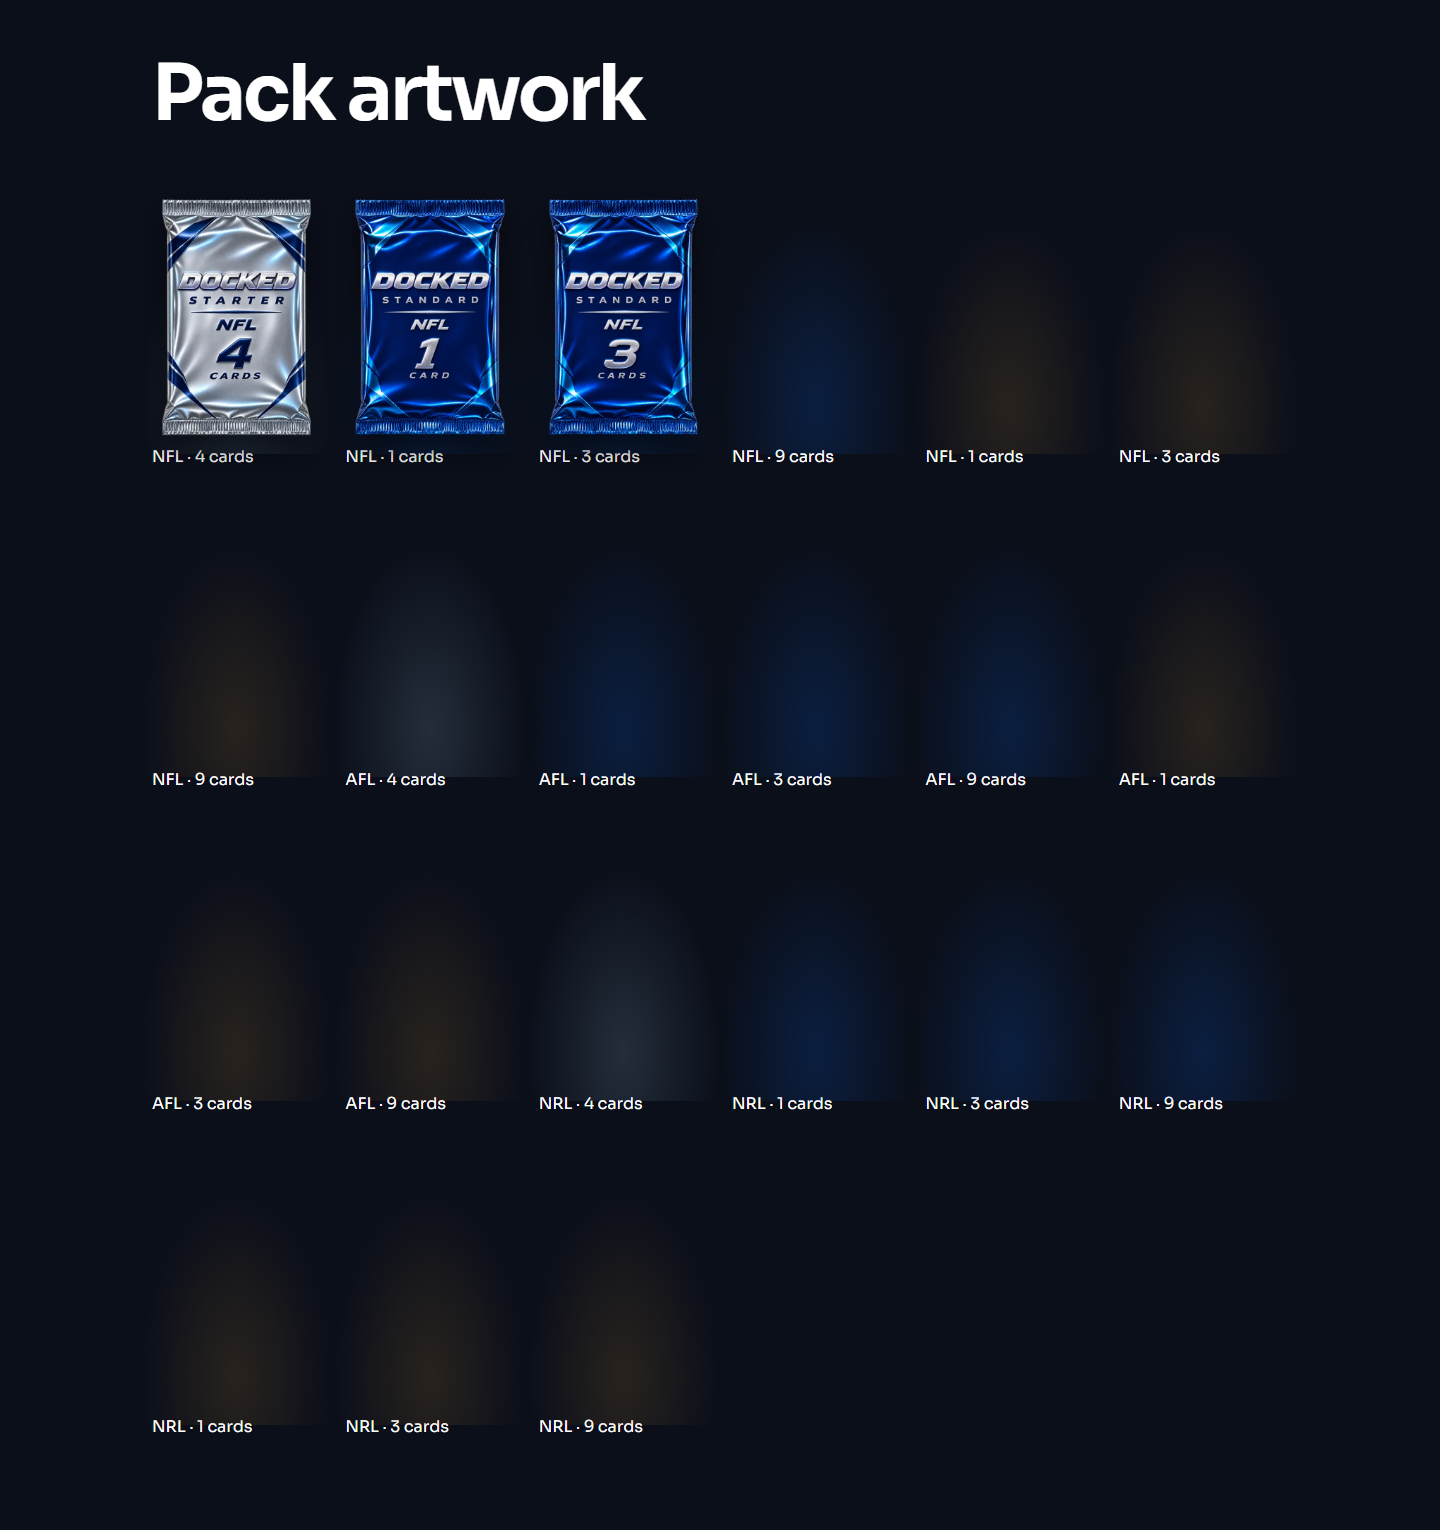 Pack artwork
DOCKED
STARTER
NFL
4
CARDS
DOCKED
STANDARD
NFL
1
CARD
DOCKED
STANDARD
NFL
3
CARDS
NFL · 4 cards
NFL · 1 cards
NFL · 3 cards
NFL · 9 cards
NFL · 1 cards
NFL · 3 cards
NFL · 9 cards
AFL · 4 cards
AFL · 1 cards
AFL · 3 cards
AFL · 9 cards
AFL · 1 cards
AFL · 3 cards
AFL · 9 cards
NRL · 4 cards
NRL · 1 cards
NRL · 3 cards
NRL · 9 cards
NRL · 1 cards
NRL · 3 cards
NRL · 9 cards